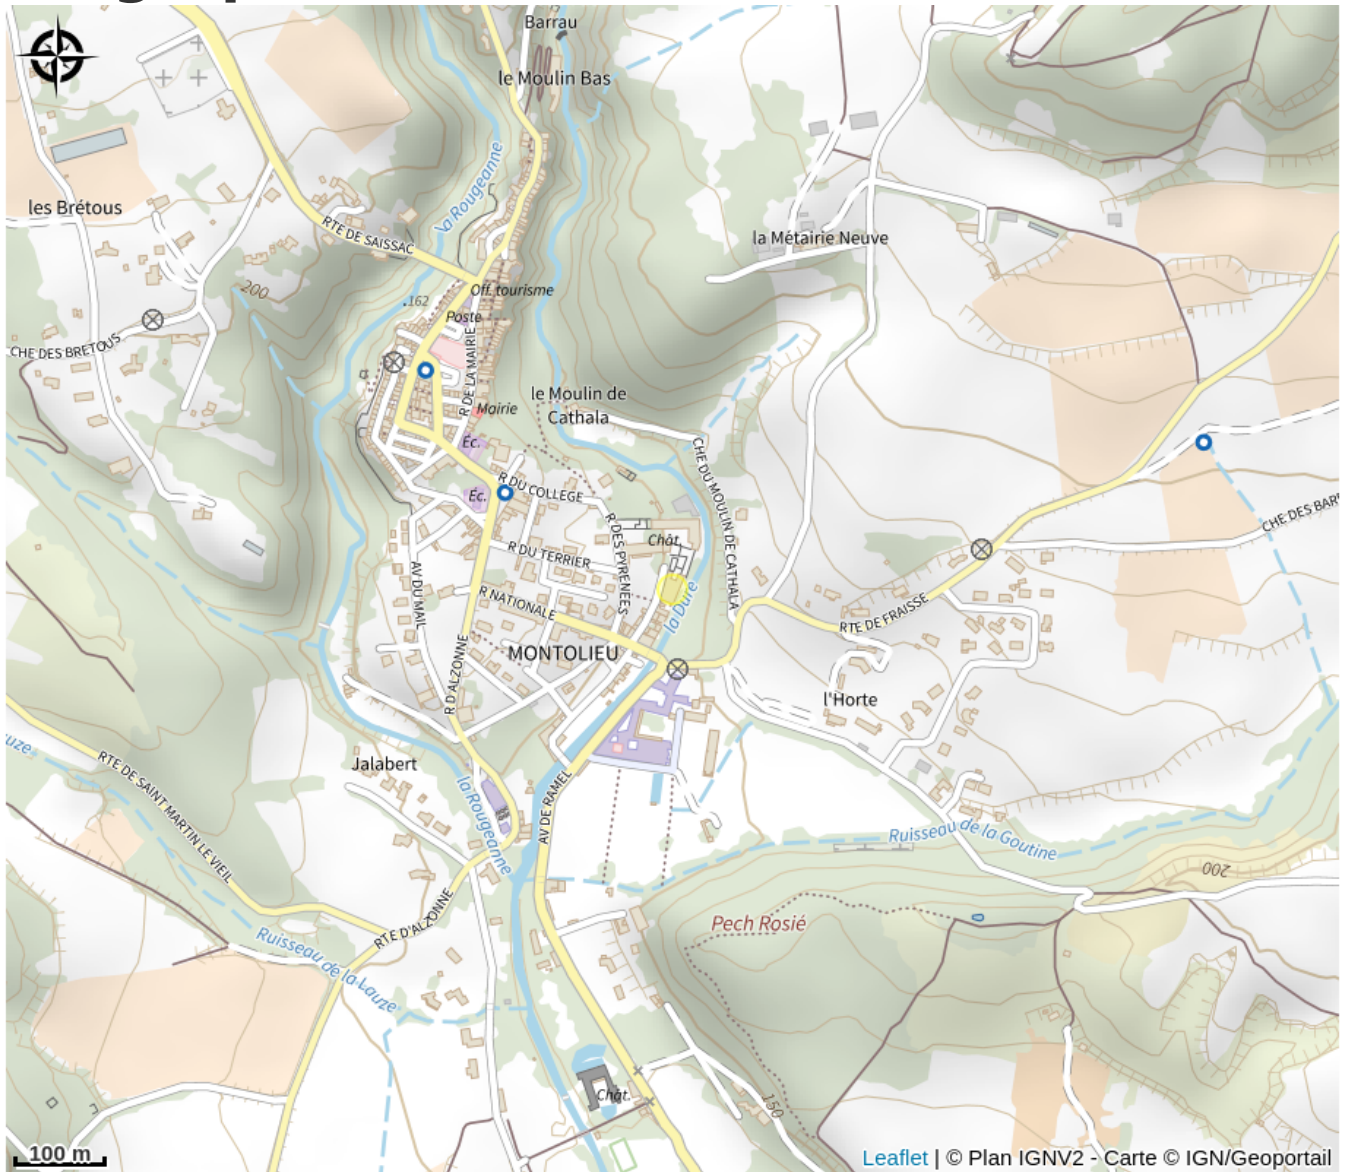 Barrau
le Moulin Bas
la Rougeanne
les Brétous
RTE DE SAISSAC
la Métairie Neuve
200
Off. tourisme
.162
Poste
CHE DES BRETOUS
R DE LA MAIRIE
le Moulin de
Cathala
Mairie
Éc.
CHE DU MOULIN DE CATHALA
Éc.
R DU COLLEGE
R DES PYRENEES
Chât.
CHE DES BAR
R DU TERRIER
AV DU MAIL
R NATIONALE
la Dure
RTE DE FRAISSE
MONTOLIEU
R D'ALZONNE
l'Horte
Jalabert
RTE DE SAINT MARTIN LE VIEIL
la Rougeanne
AV DE RAMEL
Ruisseau de la Goutine
200
RTE D'ALZONNE
Pech Rosié
Ruisseau de la Lauze
Chât.
150
100 m
Leaflet | © Plan IGNV2 - Carte © IGN/Geoportail